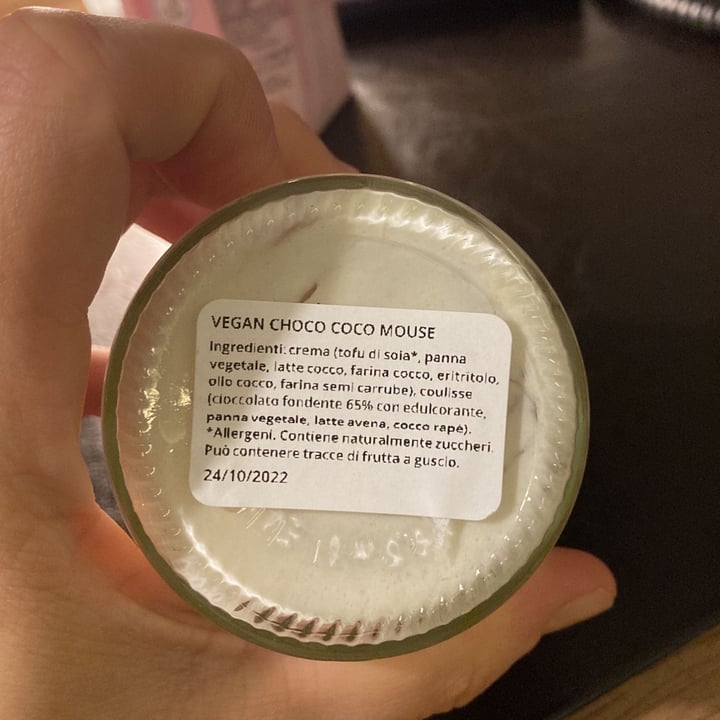 VEGAN CHOCO COCO MOUSE
Ingredienti: crema (tofu di soia*, panna
vegetale, latte cocco, farina cocco, eritritolo,
olio cocco, farina semi carrube), coulisse
(cioccolato fondente 65% con edulcorante,
panna vegetale, latte avena, cocco rapè).
*Allergeni. Contiene naturalmente zuccheri.
Può contenere tracce di frutta a guscio.
24/10/2022